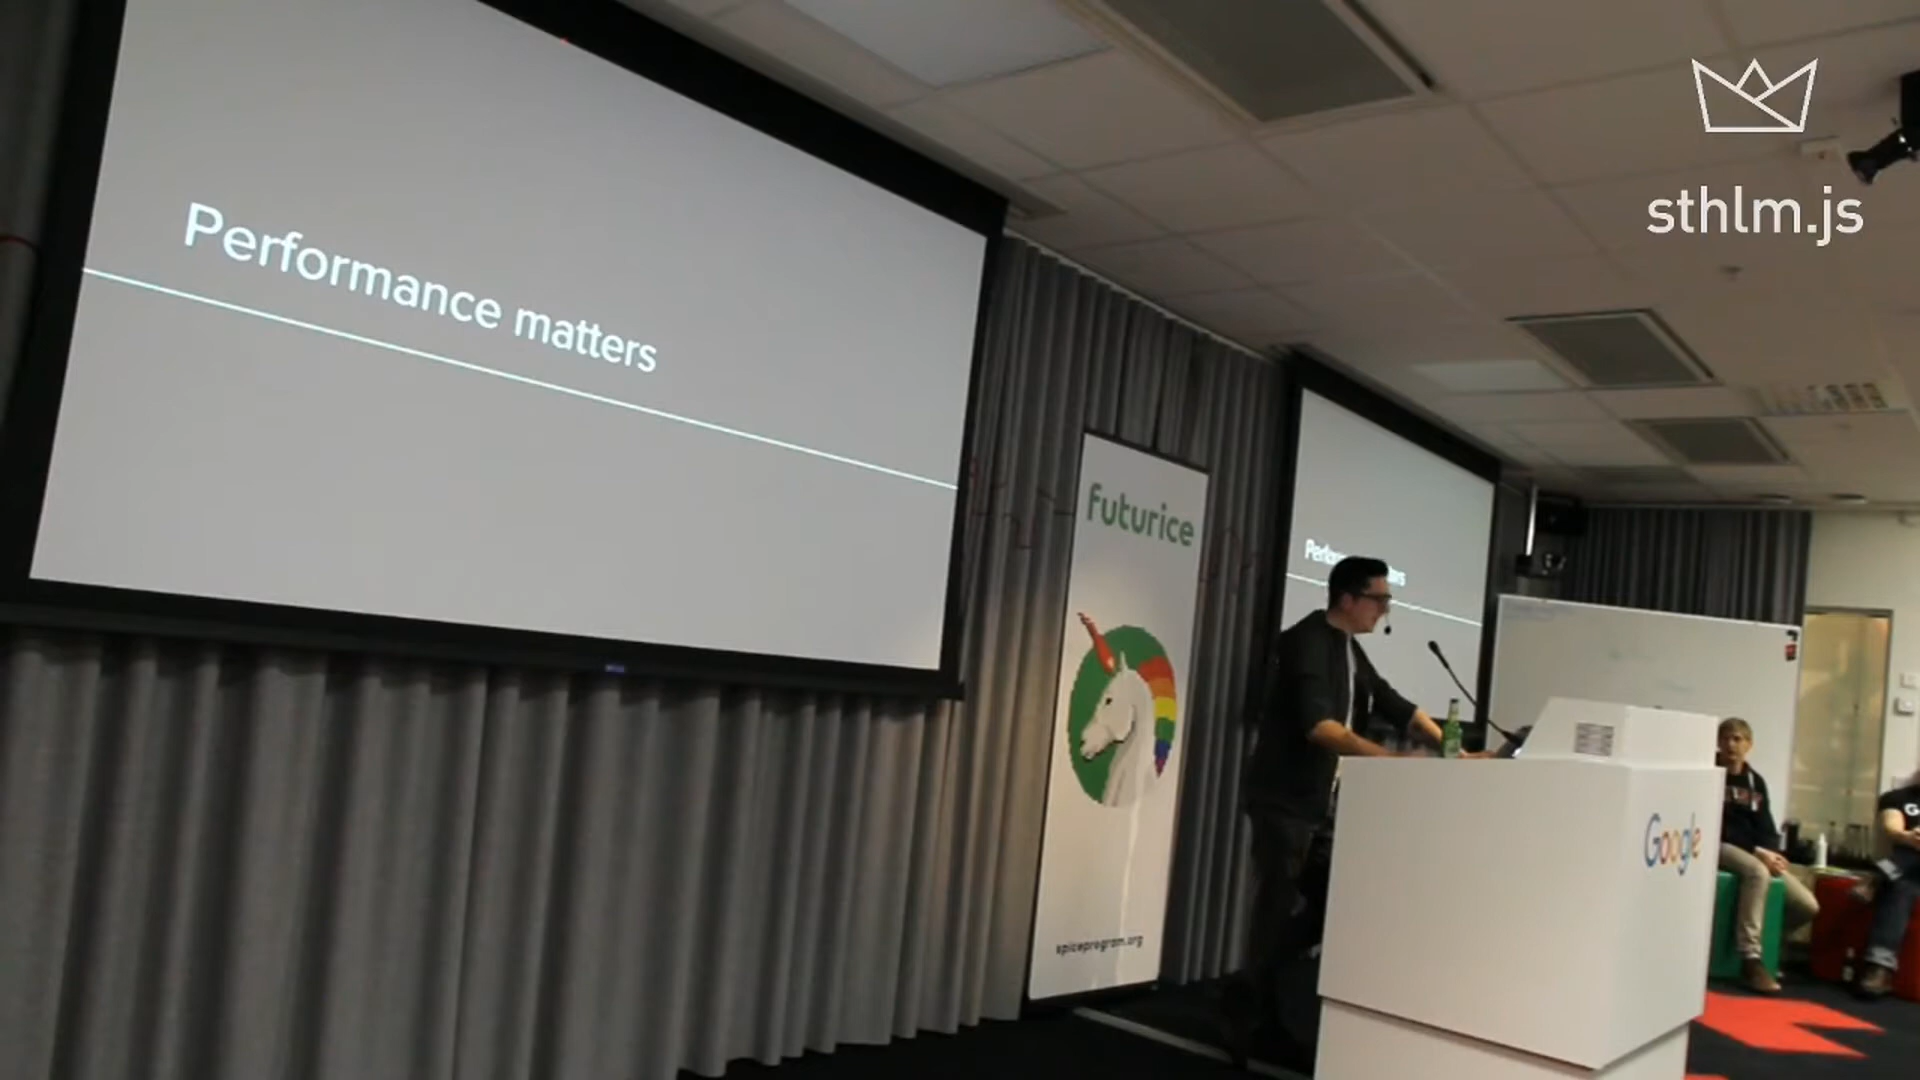 Performance matters
sthlm.js
futurice
spiceprogram.org
Google